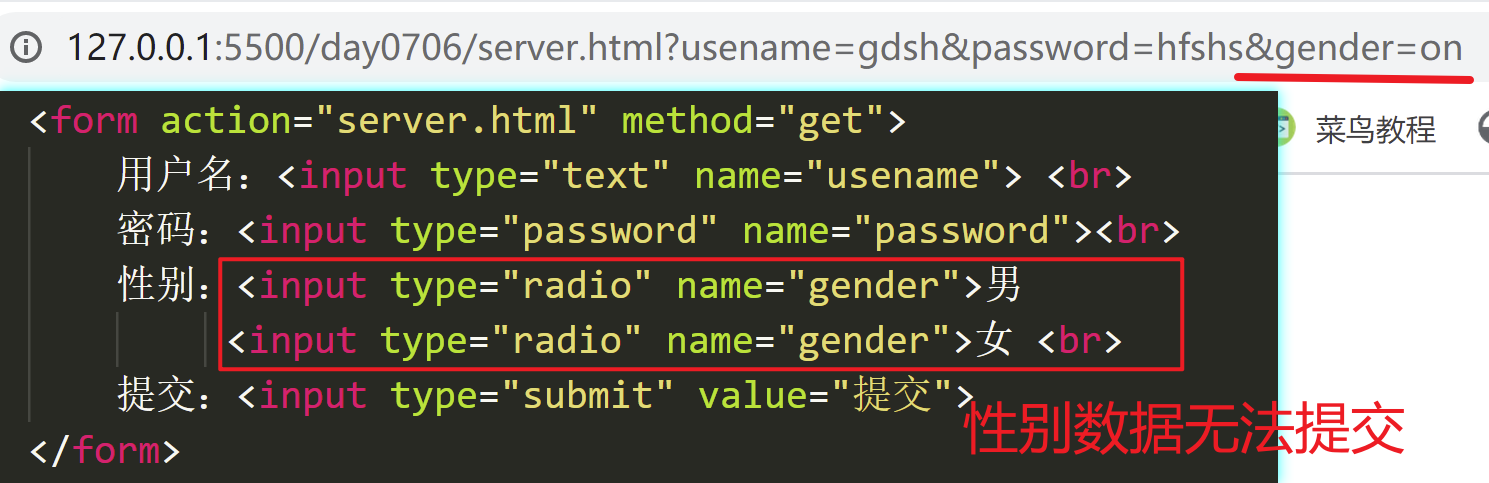 127.0.0.1:5500/day0706/server.html?usename=gdsh&password=hfshs&gender=on
菜鸟教程
<form action="server.html" method="get">
用户名：<input type="text" name="usename"> <br>
密码：<input type="password" name="password"><br>
性别：<input type="radio" name="gender">男
<input type="radio" name="gender">女 <br>
提交：<input type="submit" value="提交">
性别数据无法提交
</form>